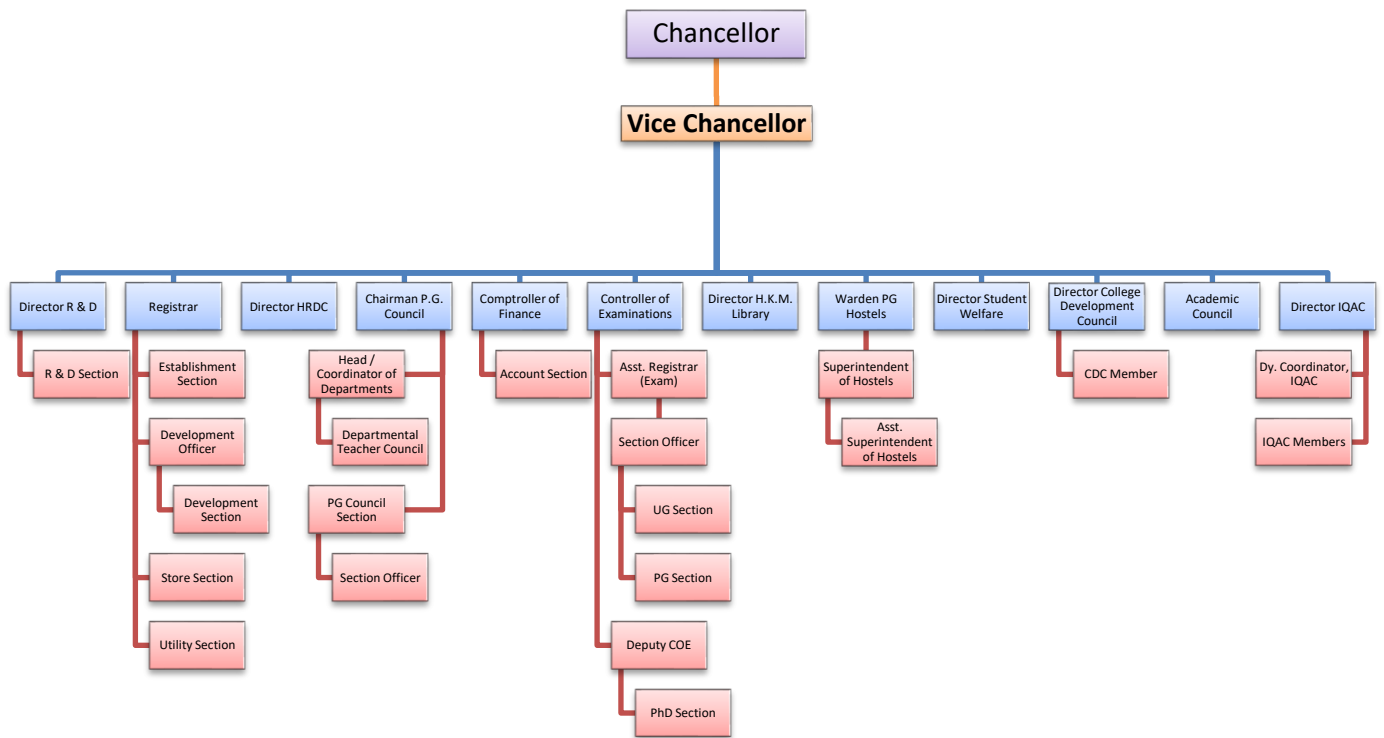 Chancellor
Vice Chancellor
Director R & D
Registrar
Director HRDC
Chairman P.G.
Council
Comptroller of
Finance
Controller of
Examinations
Director H.K.M.
Library
Warden PG
Hostels
Director Student
Welfare
Director College
Development
Council
Academic
Council
Director IQAC
R & D Section
Establishment
Section
Development
Officer
Development
Section
Store Section
Utility Section
Head /
Coordinator of
Departments
Departmental
Teacher Council
PG Council
Section
Section Officer
Account Section
Asst. Registrar
(Exam)
Section Officer
UG Section
PG Section
Deputy COE
PhD Section
Superintendent
of Hostels
Asst.
Superintendent
of Hostels
CDC Member
Dy. Coordinator,
IQAC
IQAC Members